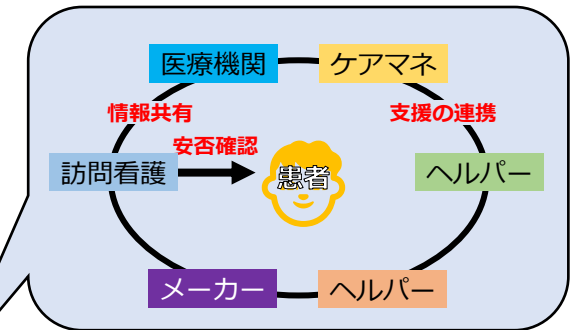 医療機関
ケアマネ
情報共有
支援の連携
安否確認
訪問看護
患者
ヘルパー
メーカー
ヘルパー